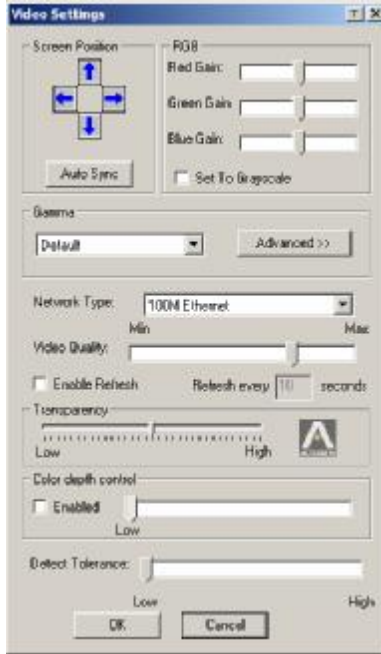 Video Settings
Screen Position
Auto Sync
RGB
Red Gain:
Green Gain
Blue Gain:
Set To Grayscale
Gamma
Default
Advanced >>
Network Type:
100M Ethernet
Min
Max
Video Quality:
Enable Refresh
Refresh every 10 seconds
Transparency
Low
High
Color depth control
Enabled
Low
Detect Tolerance:
Low
High
OK
Cancel